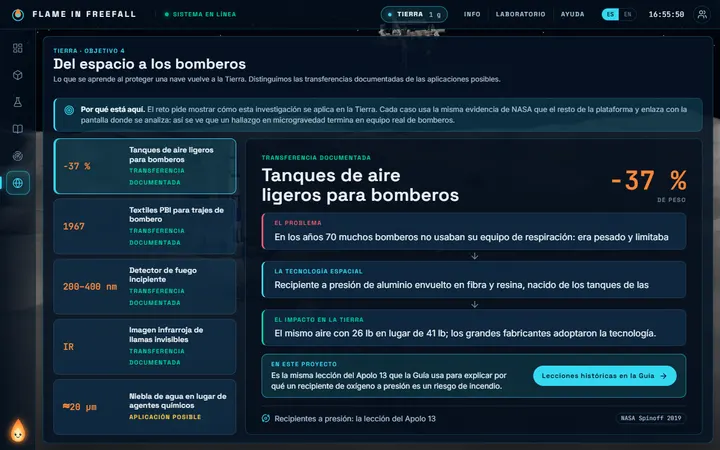 FLAME IN FREEFALL
SISTEMA EN LÍNEA
TIERRA 1 g
INFO
LABORATORIO
AYUDA
ES EN
16:55:50
TIERRA · OBJETIVO 4
Del espacio a los bomberos
Lo que se aprende al proteger una nave vuelve a la Tierra. Distinguimos las transferencias documentadas de las aplicaciones posibles.
Por qué está aquí. El reto pide mostrar cómo esta investigación se aplica en la Tierra. Cada caso usa la misma evidencia de NASA que el resto de la plataforma y enlaza con la
pantalla donde se analiza: así se ve que un hallazgo en microgravedad termina en equipo real de bomberos.
-37 %
Tanques de aire ligeros
para bomberos
TRANSFERENCIA
DOCUMENTADA
1967
Textiles PBI para trajes de
bombero
TRANSFERENCIA
DOCUMENTADA
200–400 nm
Detector de fuego
incipiente
TRANSFERENCIA
DOCUMENTADA
IR
Imagen infrarroja de
llamas invisibles
TRANSFERENCIA
DOCUMENTADA
≈20 µm
Niebla de agua en lugar de
agentes químicos
APLICACIÓN POSIBLE
TRANSFERENCIA DOCUMENTADA
Tanques de aire
ligeros para bomberos
-37 %
DE PESO
EL PROBLEMA
En los años 70 muchos bomberos no usaban su equipo de respiración: era pesado y limitaba
LA TECNOLOGÍA ESPACIAL
Recipiente a presión de aluminio envuelto en fibra y resina, nacido de los tanques de las
EL IMPACTO EN LA TIERRA
El mismo aire con 26 lb en lugar de 41 lb; los grandes fabricantes adoptaron la tecnología.
EN ESTE PROYECTO
Es la misma lección del Apolo 13 que la Guía usa para explicar por
qué un recipiente de oxígeno a presión es un riesgo de incendio.
Lecciones históricas en la Guía →
Recipientes a presión: la lección del Apolo 13
NASA Spinoff 2019